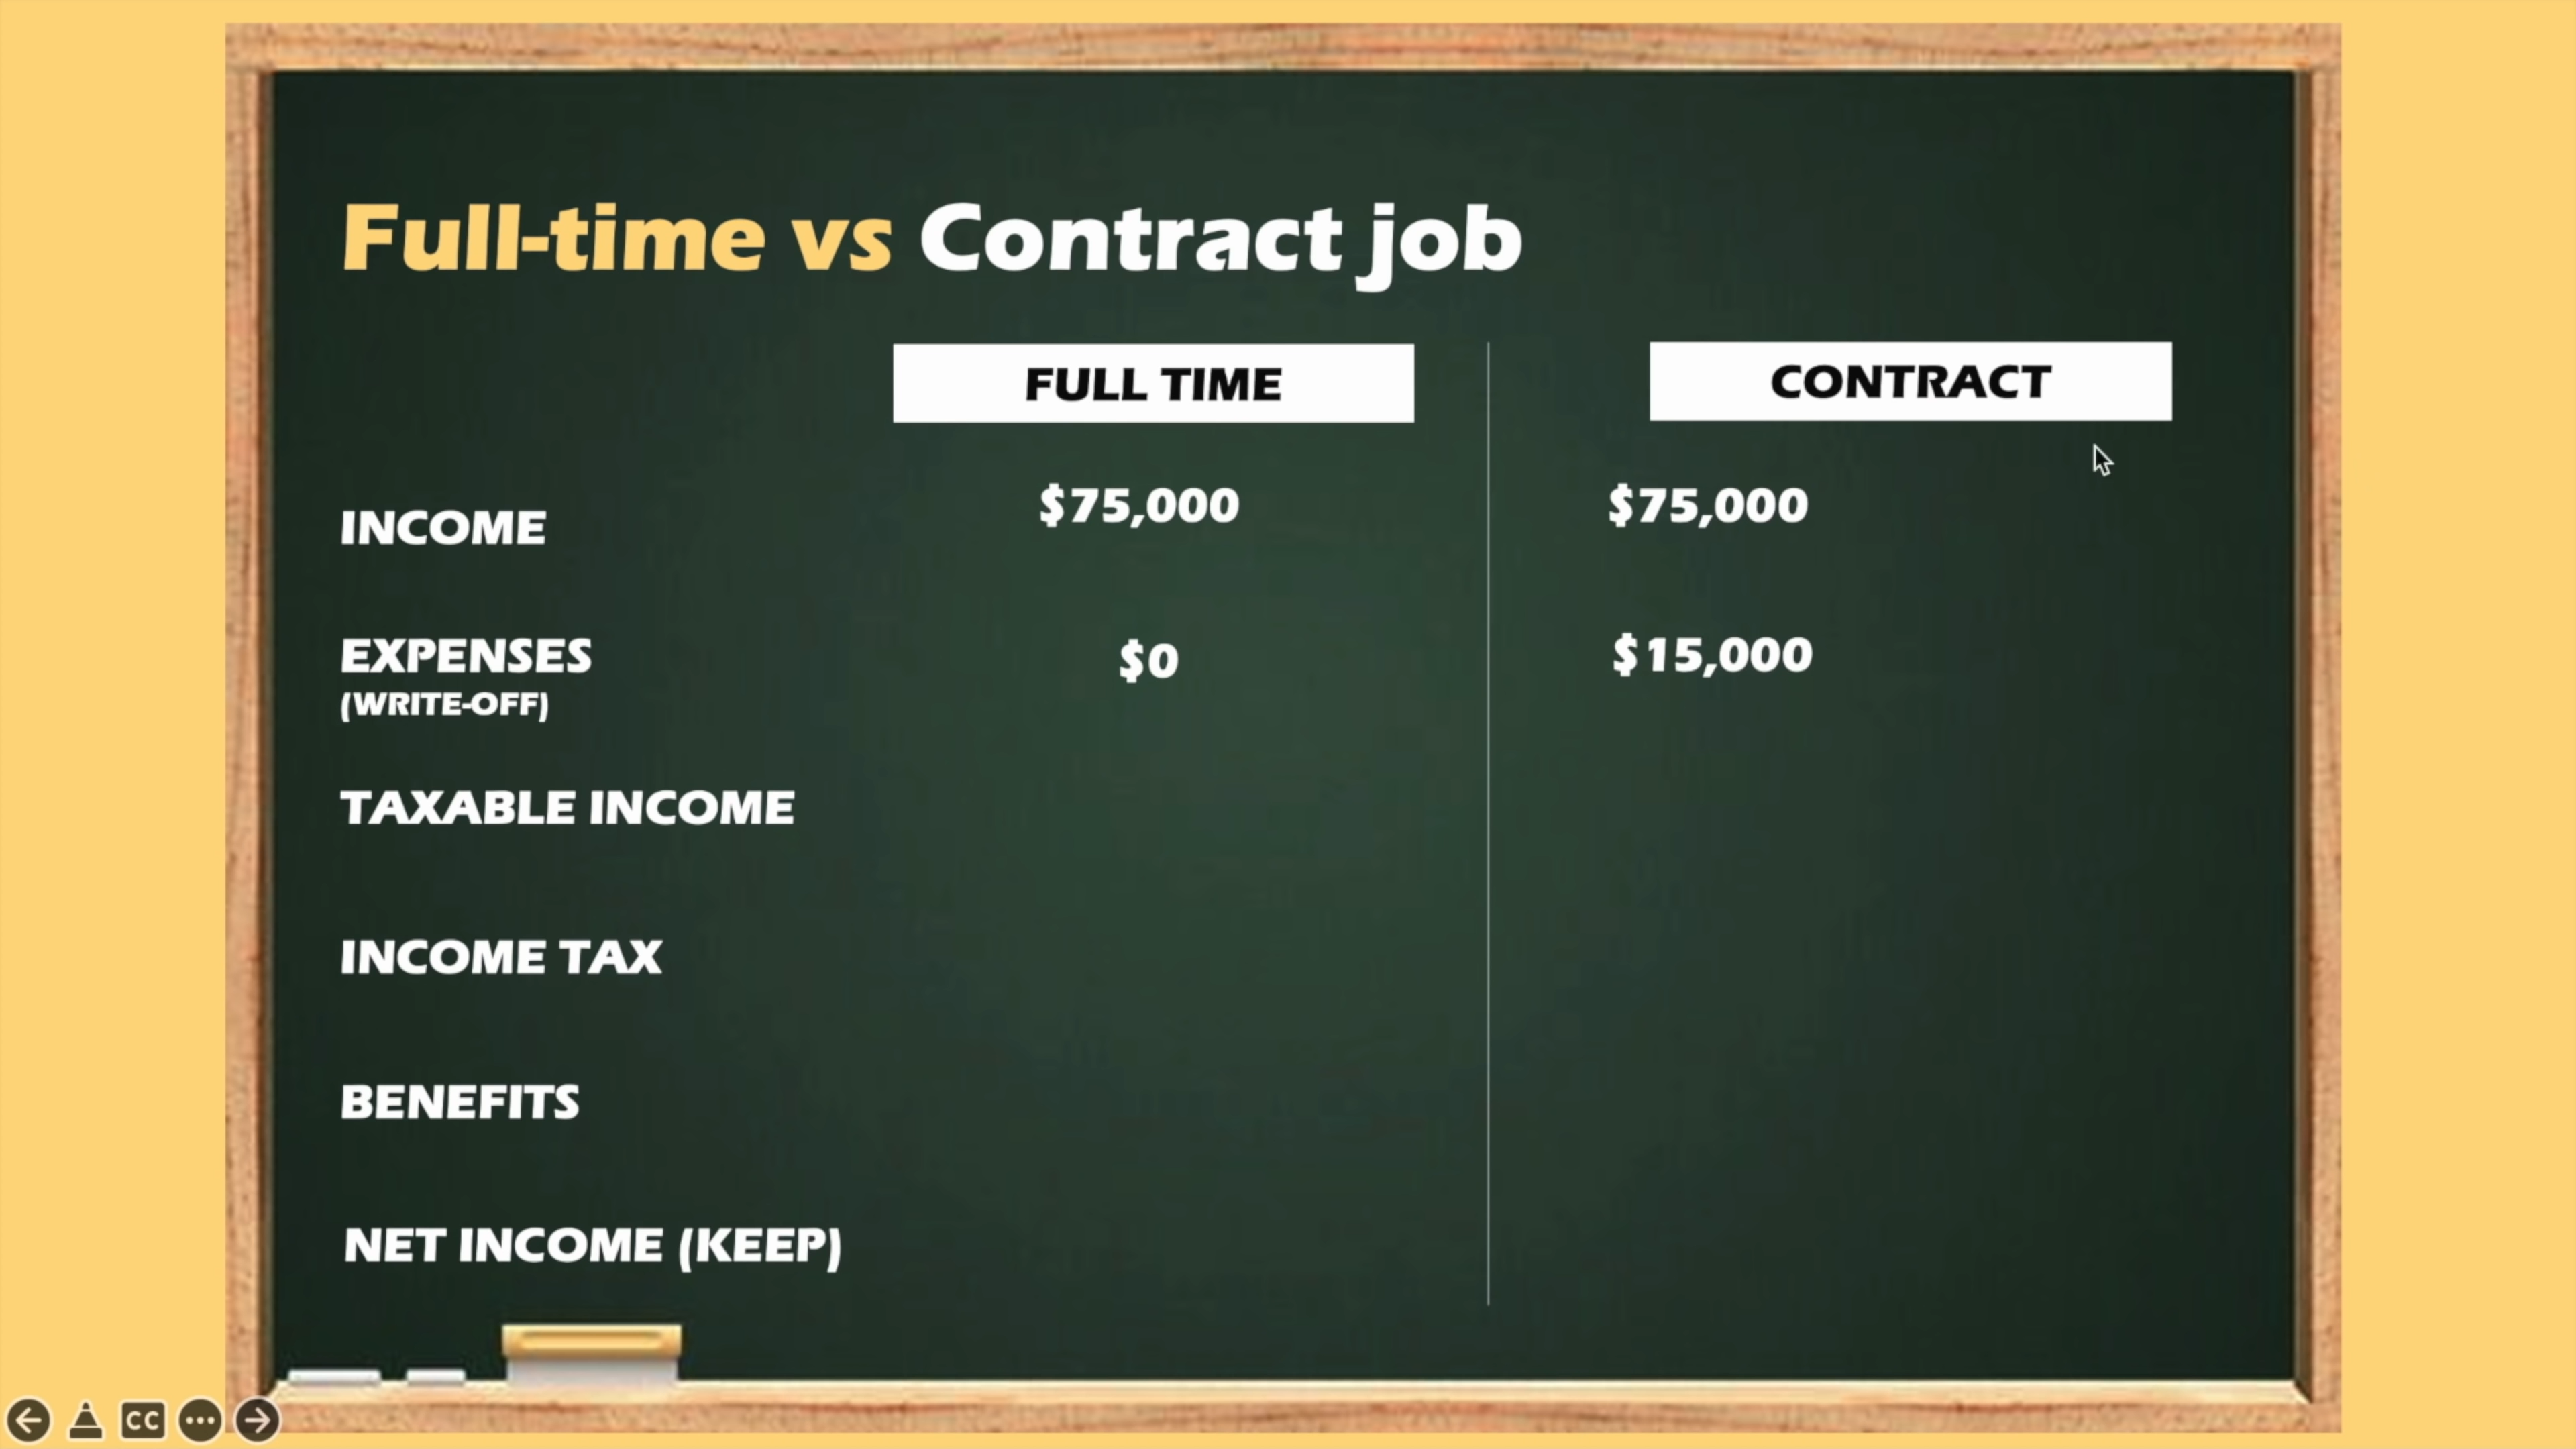 Full-time vs Contract job
FULL TIME
CONTRACT
INCOME
$75,000
$75,000
EXPENSES
(WRITE-OFF)
$0
$15,000
TAXABLE INCOME
INCOME TAX
BENEFITS
NET INCOME (KEEP)
CC